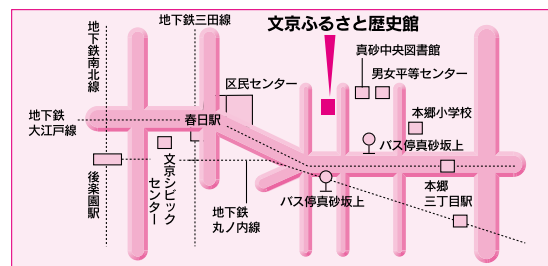 文京ふるさと歴史館
地下鉄三田線
地下鉄南北線
真砂中央図書館
男女平等センター
区民センター
本郷小学校
地下鉄
大江戸線
春日駅
バス停真砂坂上
文京シビック
センター
後楽園駅
地下鉄
丸ノ内線
バス停真砂坂上
本郷
三丁目駅